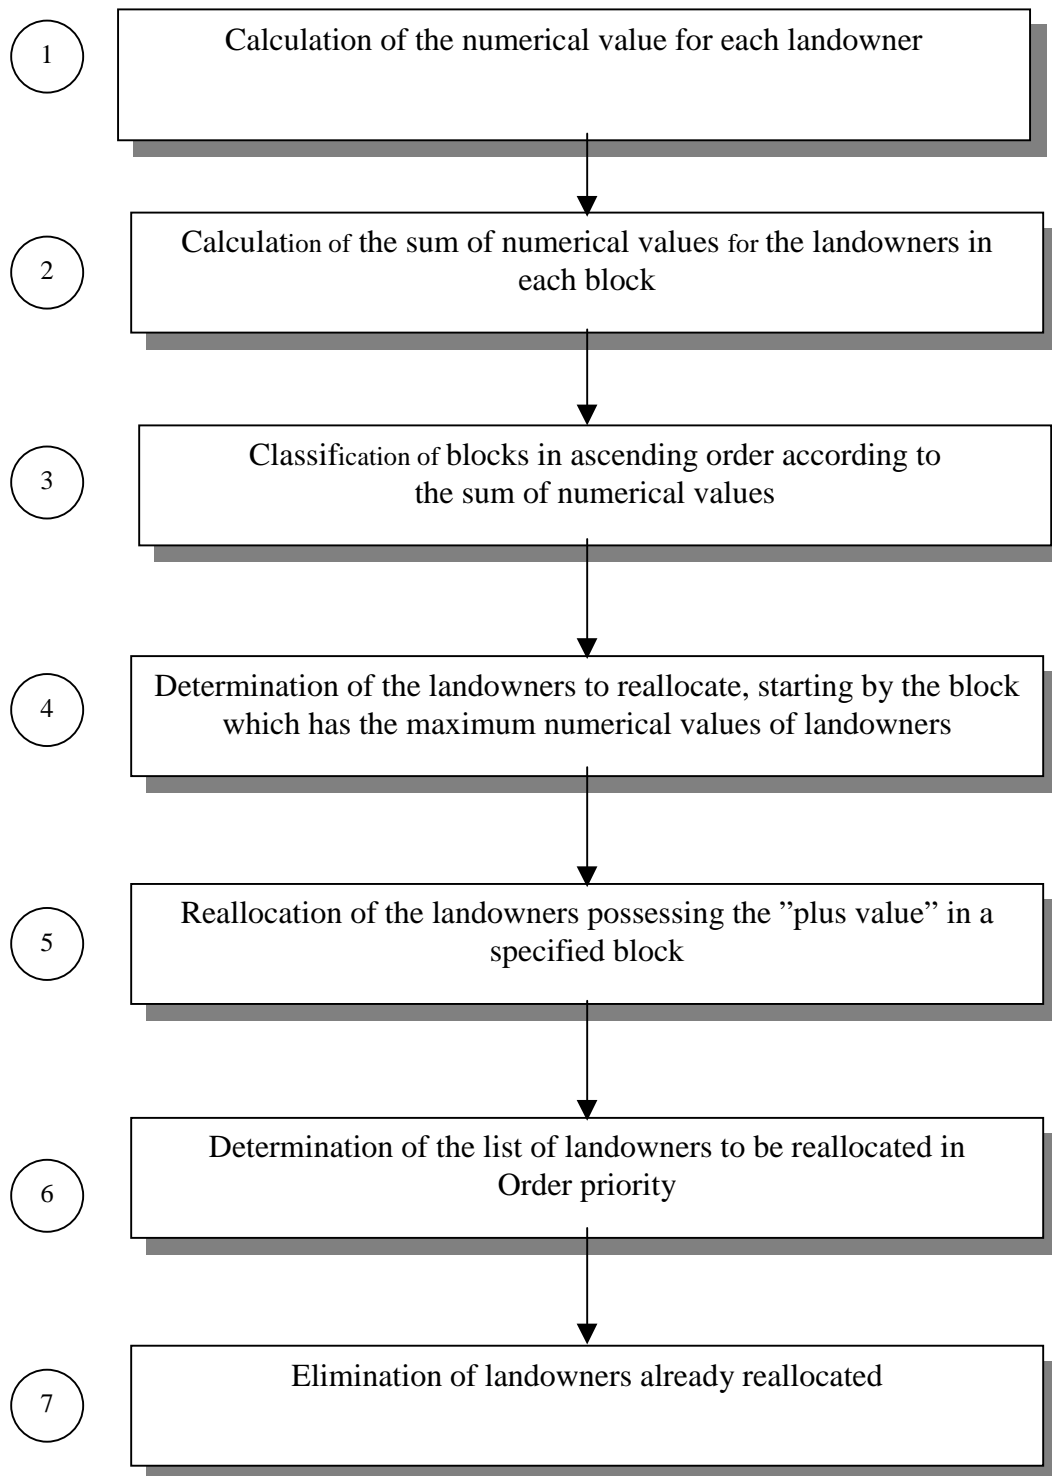 1
Calculation of the numerical value for each landowner
2
Calculation of the sum of numerical values for the landowners in
each block
3
Classification of blocks in ascending order according to
the sum of numerical values
4
Determination of the landowners to reallocate, starting by the block
which has the maximum numerical values of landowners
5
Reallocation of the landowners possessing the ”plus value” in a
specified block
6
Determination of the list of landowners to be reallocated in
Order priority
7
Elimination of landowners already reallocated